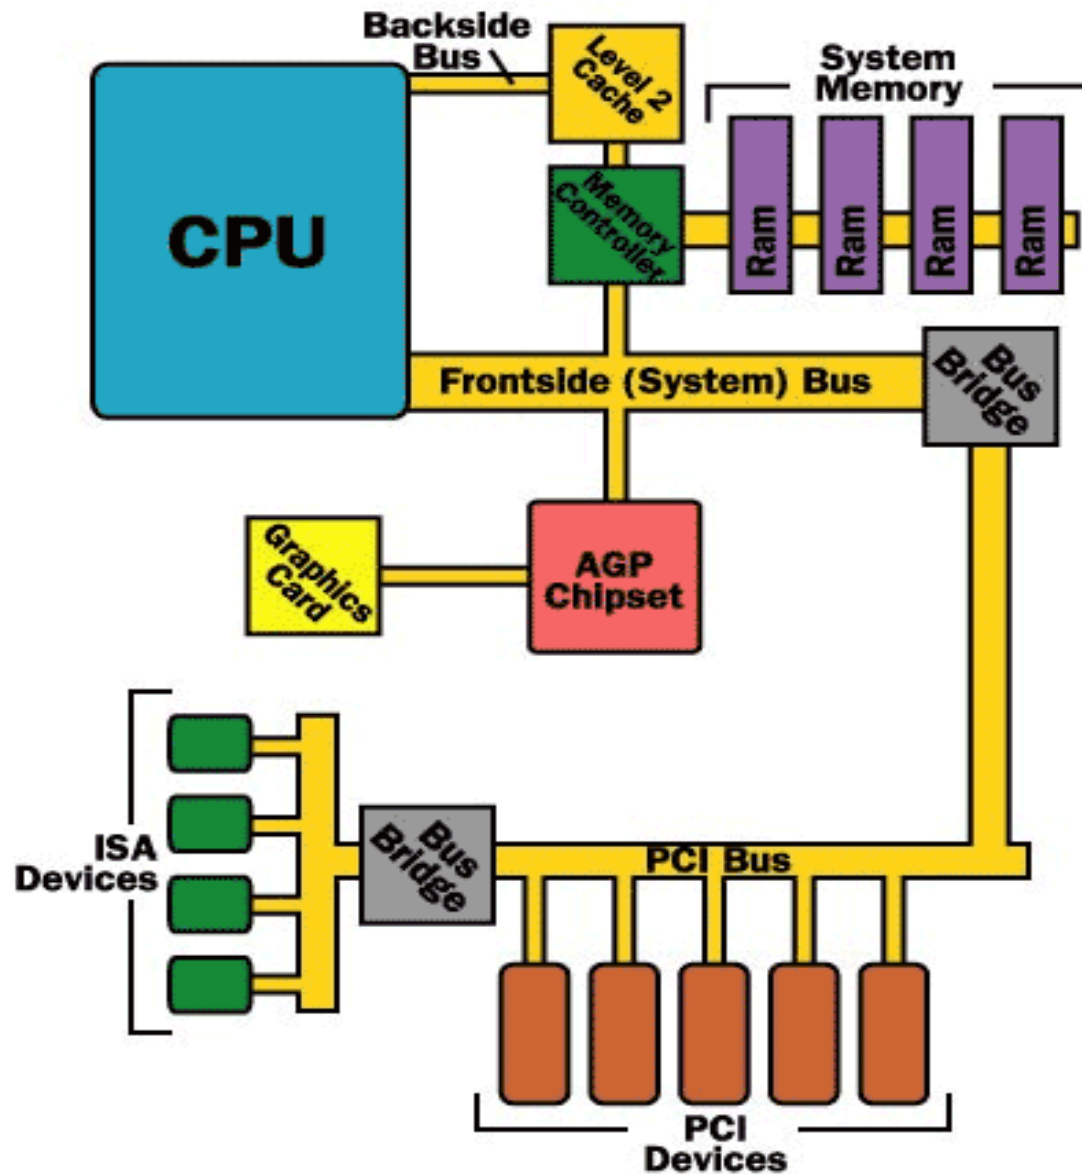 Backside
Bus
Level 2
Cache
System
Memory
CPU
Memory
Controller
Ram
Ram
Ram
Ram
Frontside (System) Bus
Bus
Bridge
Graphics
Card
AGP
Chipset
ISA
Devices
Bus
Bridge
PCI Bus
PCI
Devices